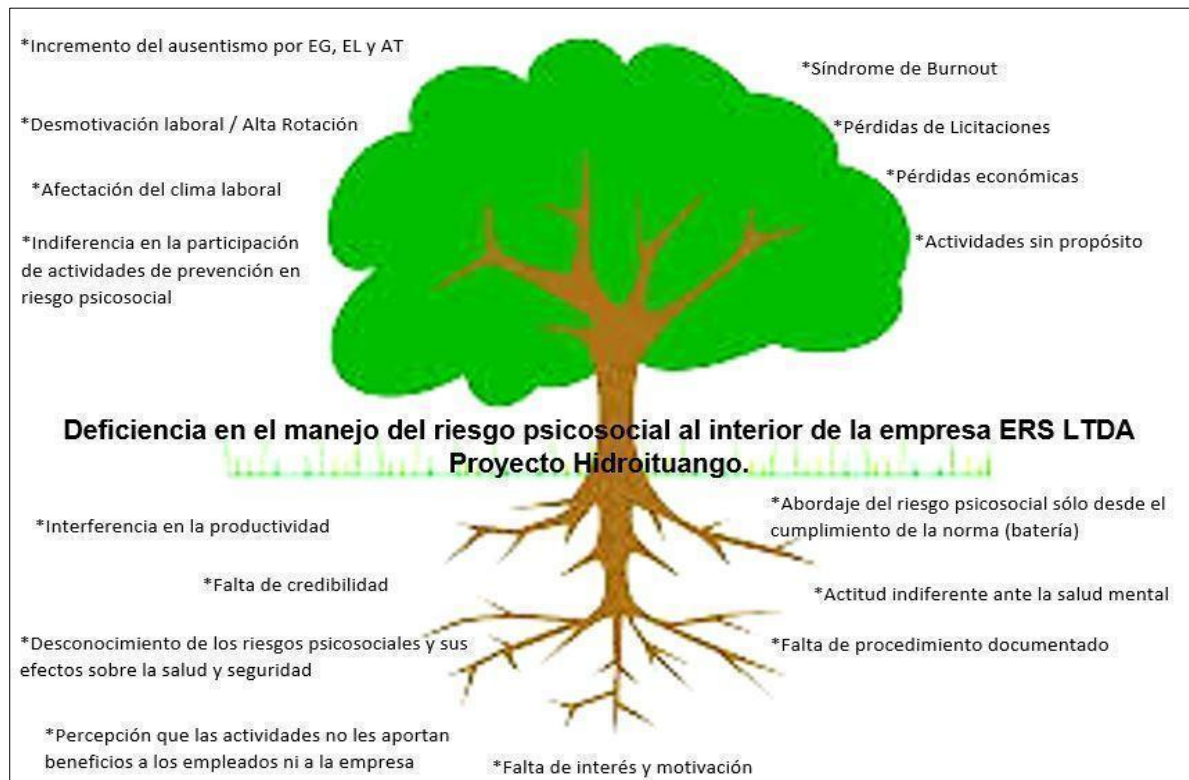 *Incremento del ausentismo por EG, EL y AT
*Síndrome de Burnout
*Desmotivación laboral / Alta Rotación
*Pérdidas de Licitaciones
*Afectación del clima laboral
*Pérdidas económicas
*Indiferencia en la participación
de actividades de prevención en
riesgo psicosocial
*Actividades sin propósito
Deficiencia en el manejo del riesgo psicosocial al interior de la empresa ERS LTDA
Proyecto Hidroituango.
*Interferencia en la productividad
*Abordaje del riesgo psicosocial sólo desde el
cumplimiento de la norma (batería)
*Falta de credibilidad
*Actitud indiferente ante la salud mental
*Desconocimiento de los riesgos psicosociales y sus
efectos sobre la salud y seguridad
*Falta de procedimiento documentado
*Percepción que las actividades no les aportan
beneficios a los empleados ni a la empresa
*Falta de interés y motivación